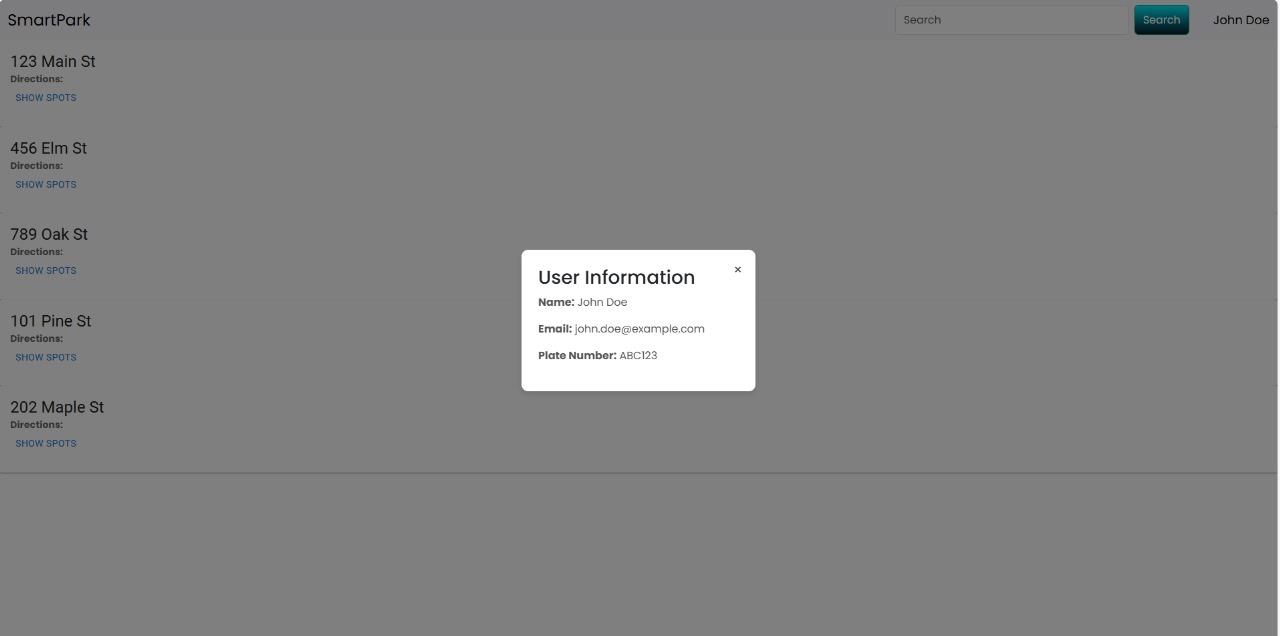 SmartPark
Search
Search
John Doe
123 Main St
Directions:
SHOW SPOTS
456 Elm St
Directions:
SHOW SPOTS
789 Oak St
Directions:
SHOW SPOTS
101 Pine St
Directions:
SHOW SPOTS
202 Maple St
Directions:
SHOW SPOTS
User Information
×
Name: John Doe
Email: john.doe@example.com
Plate Number: ABC123